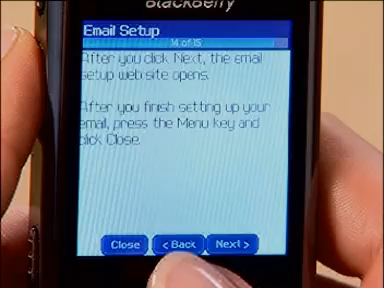 BlackBerry
Email Setup
14 of 15
After you click Next, the email
setup web site opens.
After you finish setting up your
email, press the Menu key and
click Close.
Close
< Back
Next >